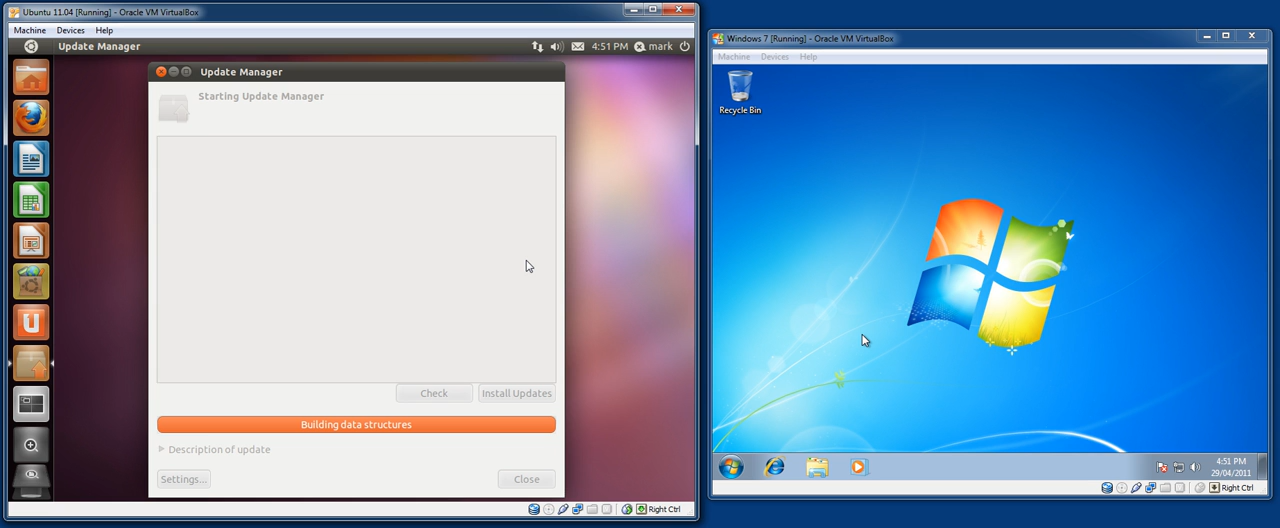 Ubuntu 11.04 [Running] - Oracle VM VirtualBox
Machine Devices Help
Update Manager 4:51 PM mark
Update Manager
Starting Update Manager
Check Install Updates
Building data structures
Description of update
Settings... Close
Right Ctrl
Windows 7 [Running] - Oracle VM VirtualBox
Machine Devices Help
Recycle Bin
4:51 PM
29/04/2011
Right Ctrl